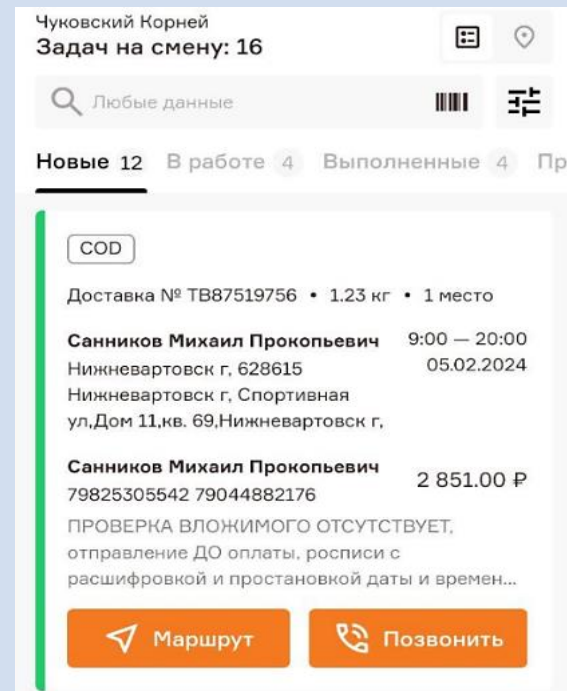 Чуковский Корней
Задач на смену: 16
Любые данные
Новые 12 В работе 4 Выполненные 4 Пр
COD
Доставка № ТВ87519756 • 1.23 кг • 1 место
Санников Михаил Прокопьевич 9:00 — 20:00
Нижневартовск г, 628615 05.02.2024
Нижневартовск г, Спортивная
ул,Дом 11,кв. 69,Нижневартовск г,
Санников Михаил Прокопьевич 2 851.00 ₽
79825305542 79044882176
ПРОВЕРКА ВЛОЖИМОГО ОТСУТСТВУЕТ,
отправление ДО оплаты, росписи с
расшифровкой и простановкой даты и времен...
Маршрут Позвонить